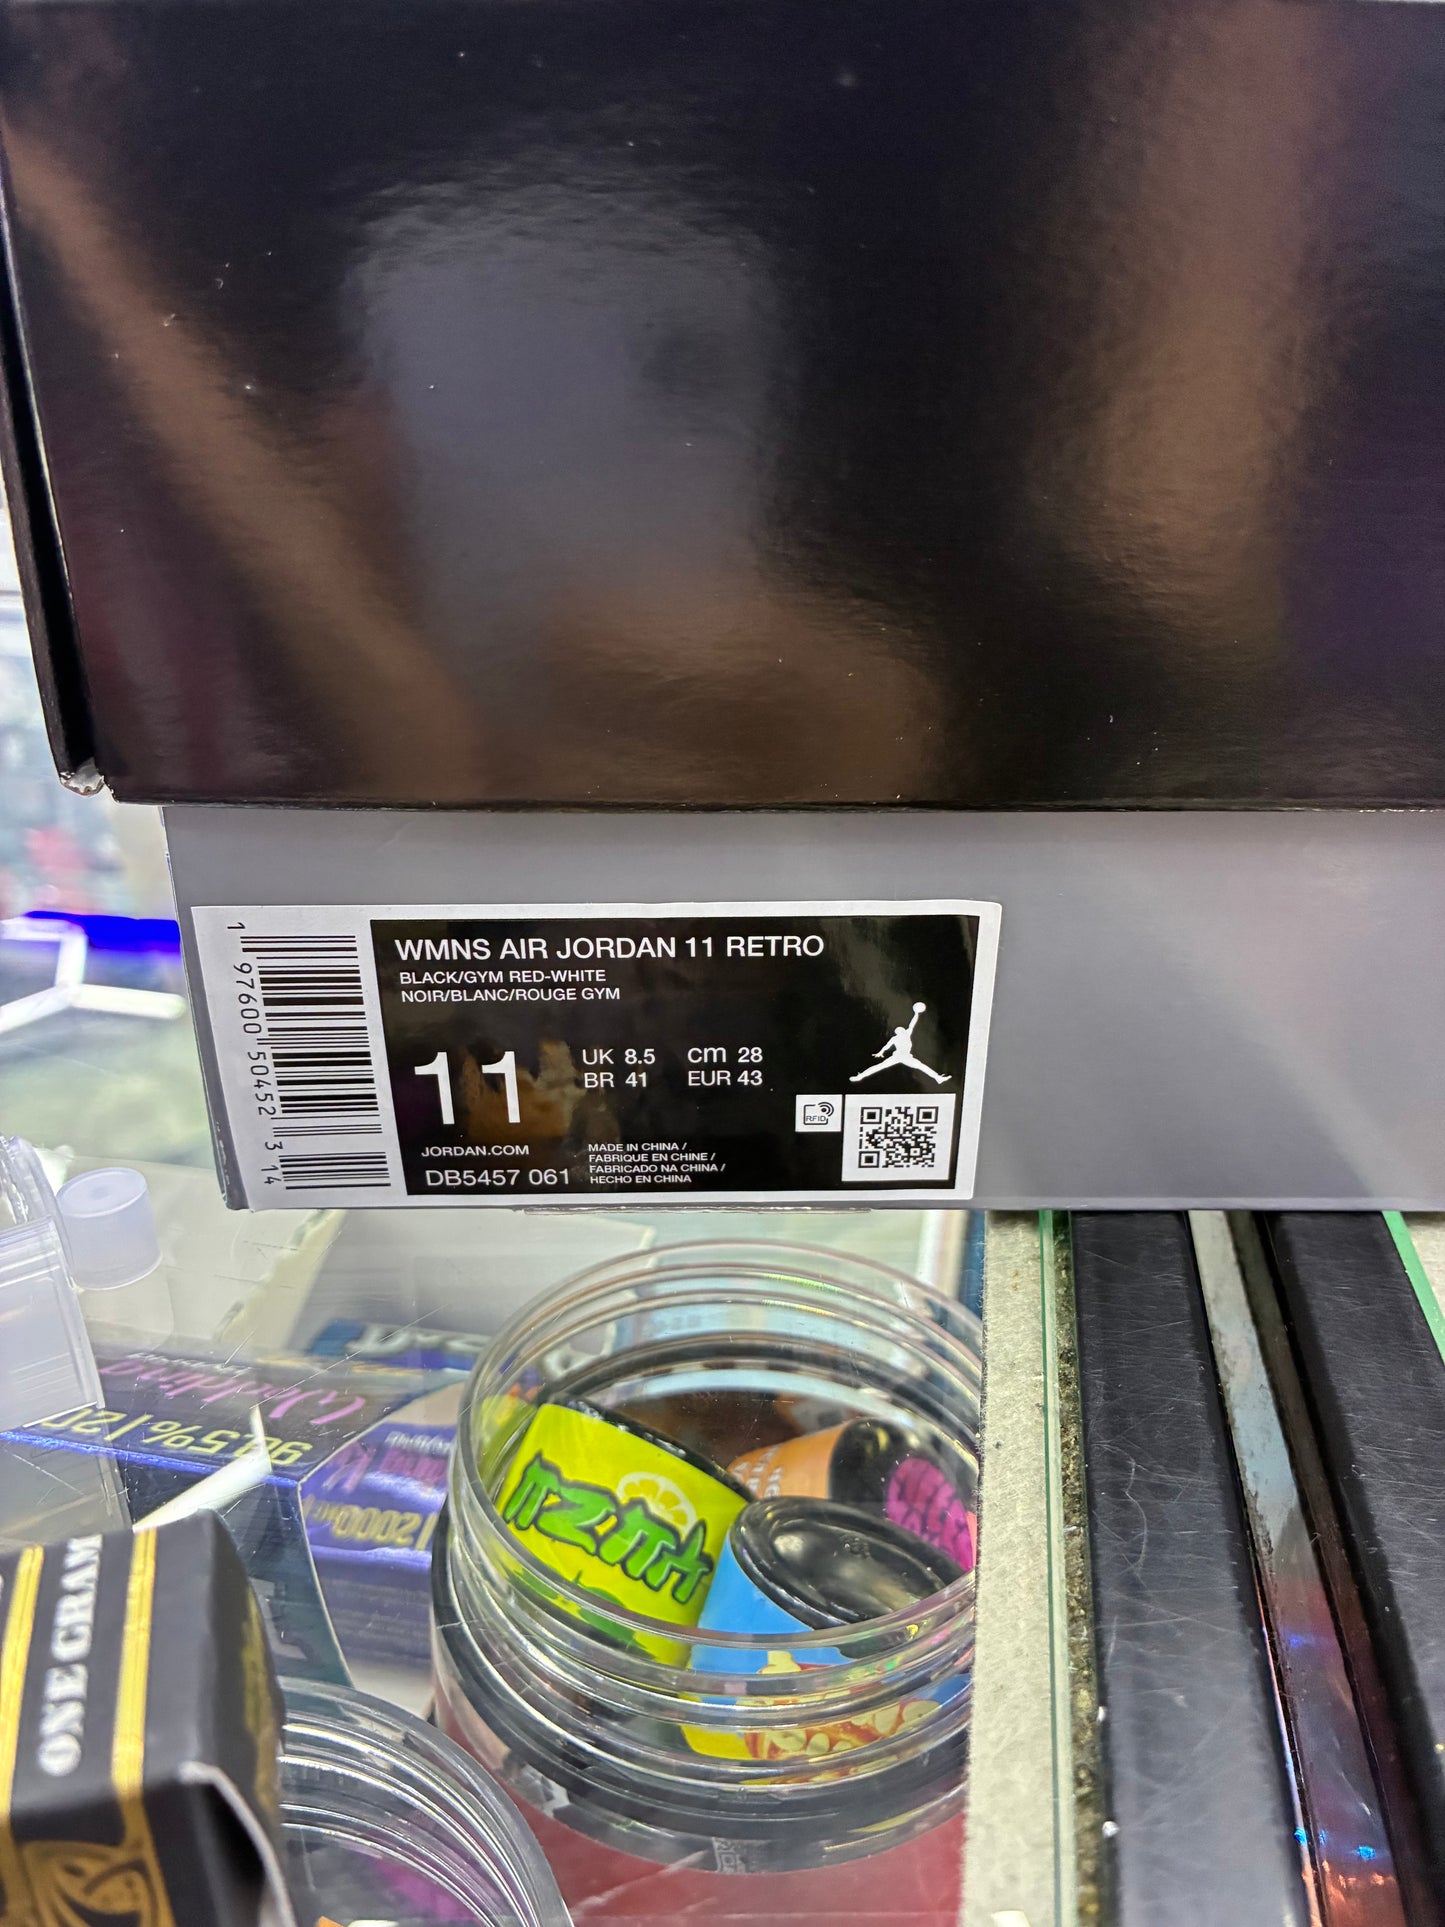 WMNS AIR JORDAN 11 RETRO
BLACK/GYM RED-WHITE
NOIR/BLANC/ROUGE GYM
11
UK 8.5 cm 28
BR 41 EUR 43
RFID
JORDAN.COM
DB5457 061
MADE IN CHINA /
FABRIQUE EN CHINE /
FABRICADO NA CHINA /
HECHO EN CHINA
1 97600 50452 3 14
ONE GRAM